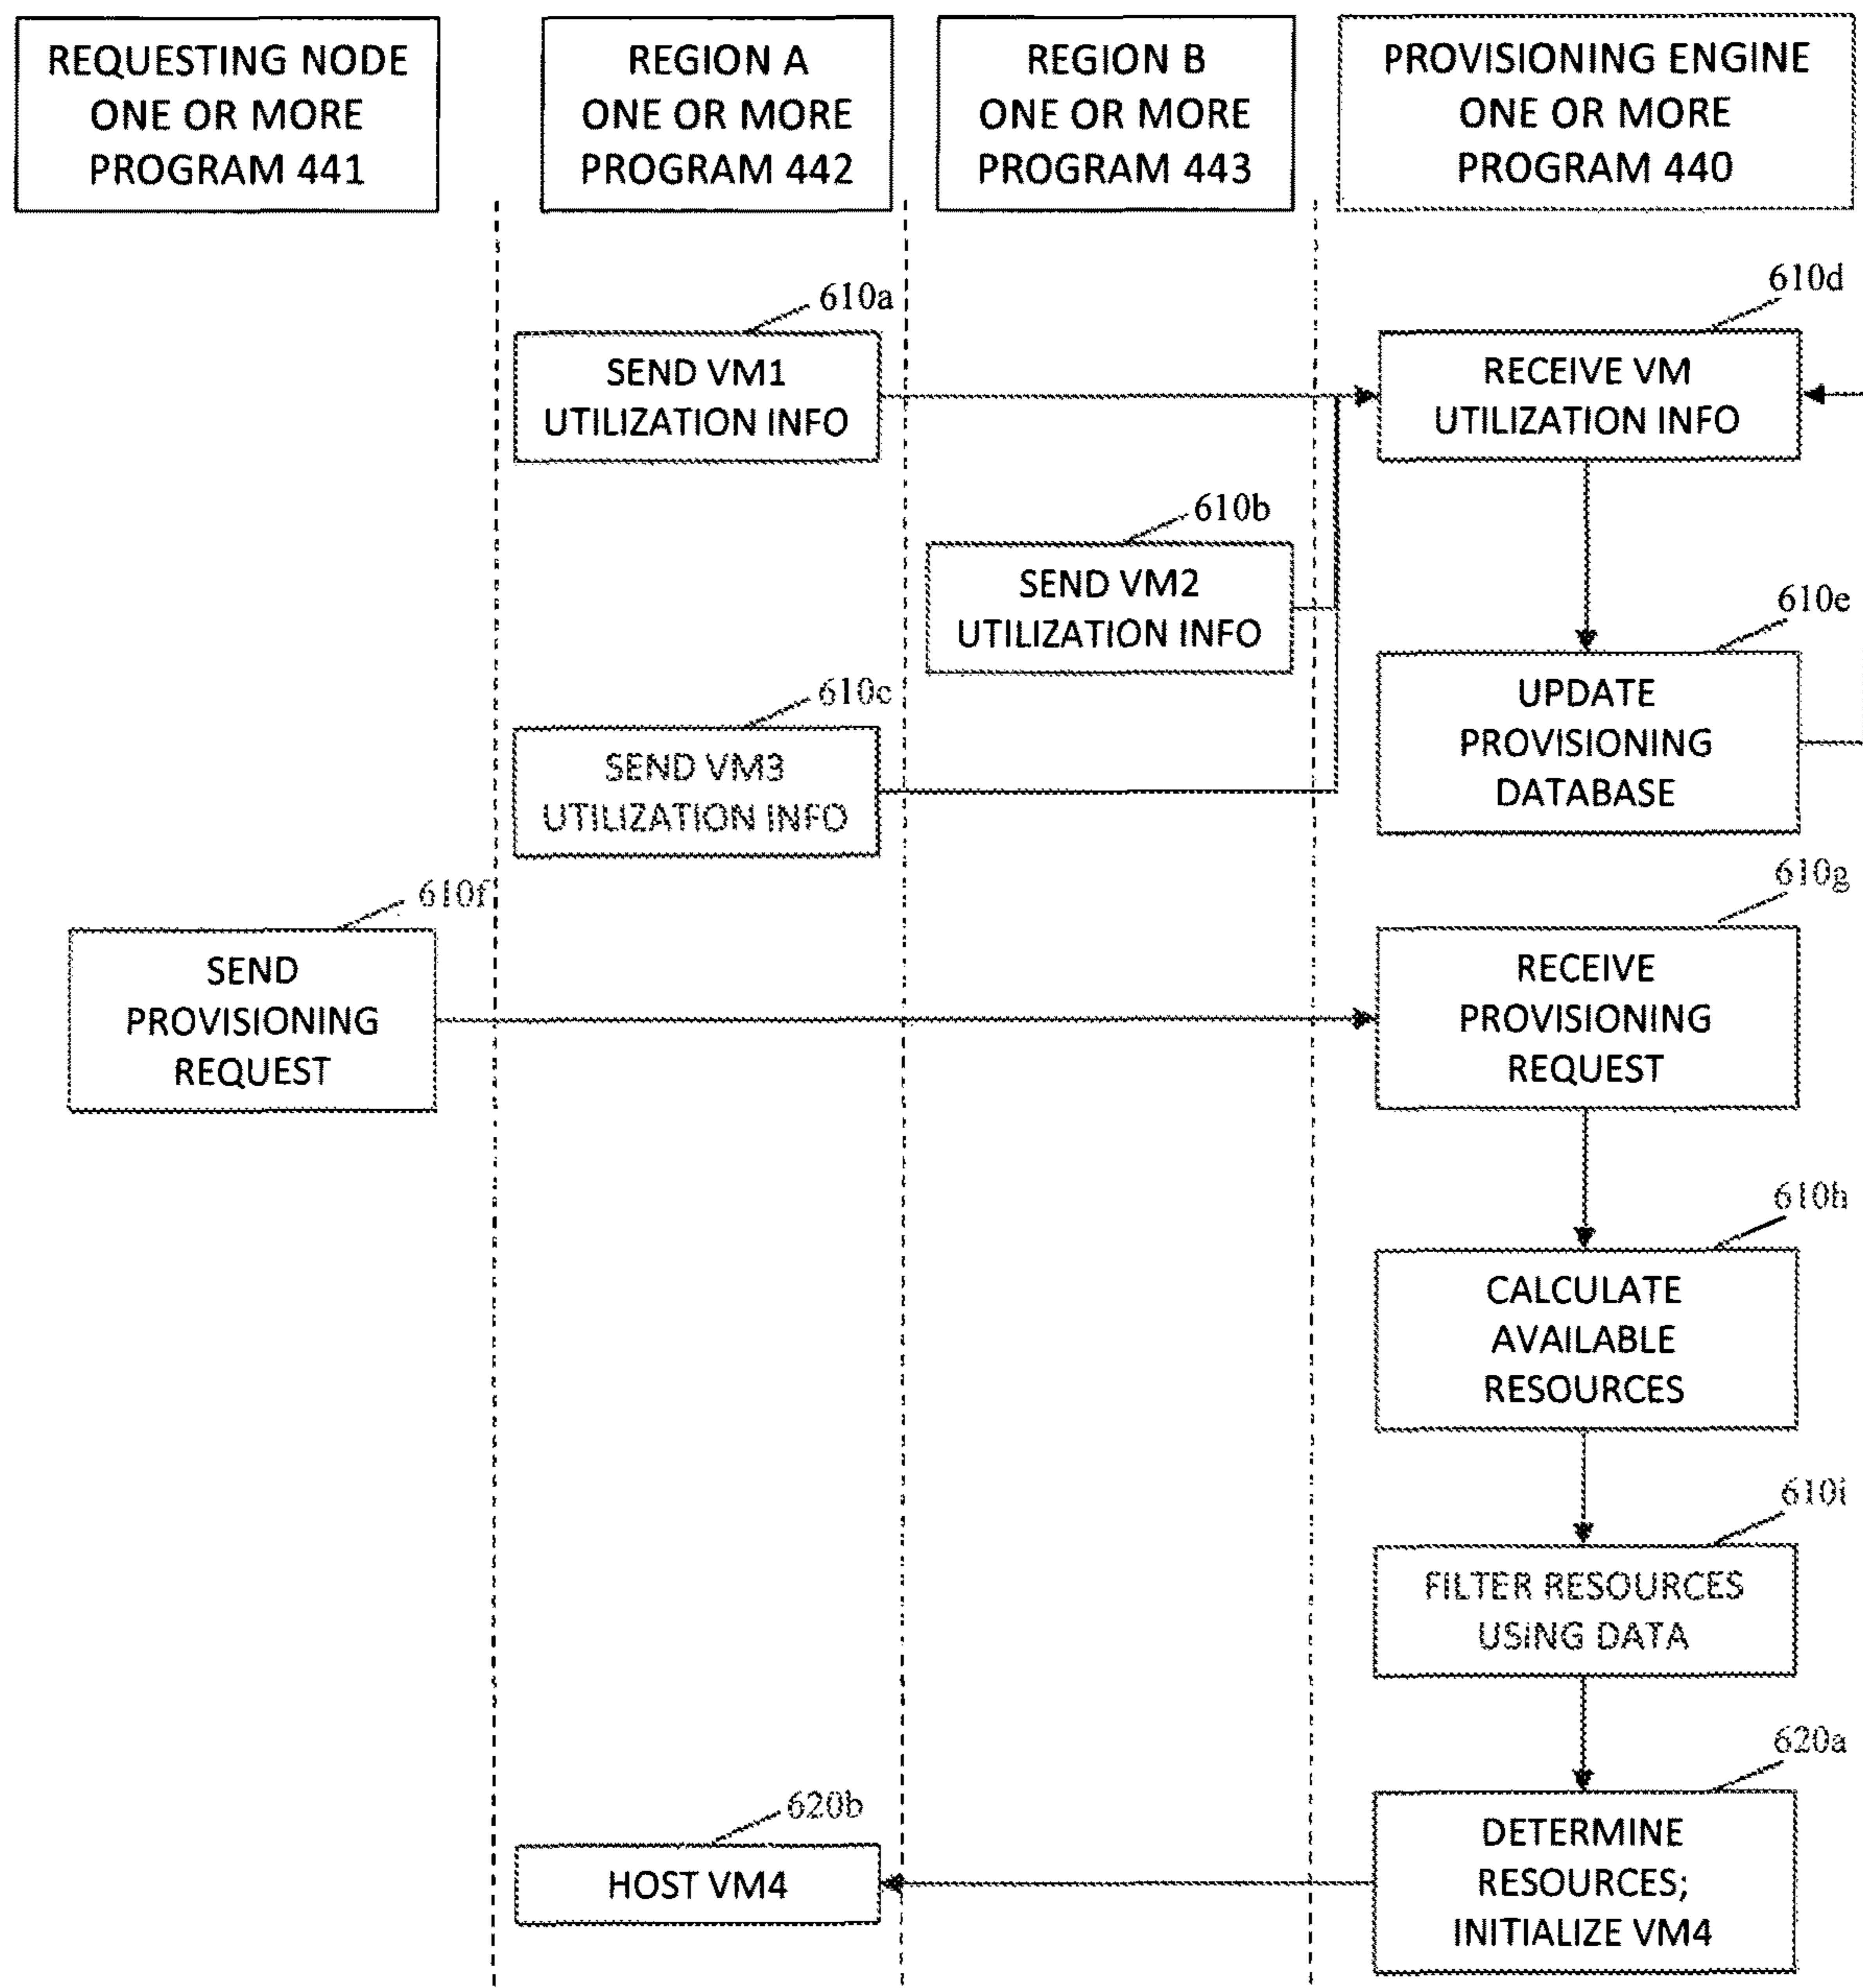 REQUESTING NODE
ONE OR MORE
PROGRAM 441
REGION A
ONE OR MORE
PROGRAM 442
REGION B
ONE OR MORE
PROGRAM 443
PROVISIONING ENGINE
ONE OR MORE
PROGRAM 440
610a
SEND VM1
UTILIZATION INFO
610d
RECEIVE VM
UTILIZATION INFO
610b
SEND VM2
UTILIZATION INFO
610e
UPDATE
PROVISIONING
DATABASE
610c
SEND VM3
UTILIZATION INFO
610f
SEND
PROVISIONING
REQUEST
610g
RECEIVE
PROVISIONING
REQUEST
610h
CALCULATE
AVAILABLE
RESOURCES
610i
FILTER RESOURCES
USING DATA
620a
DETERMINE
RESOURCES;
INITIALIZE VM4
620b
HOST VM4